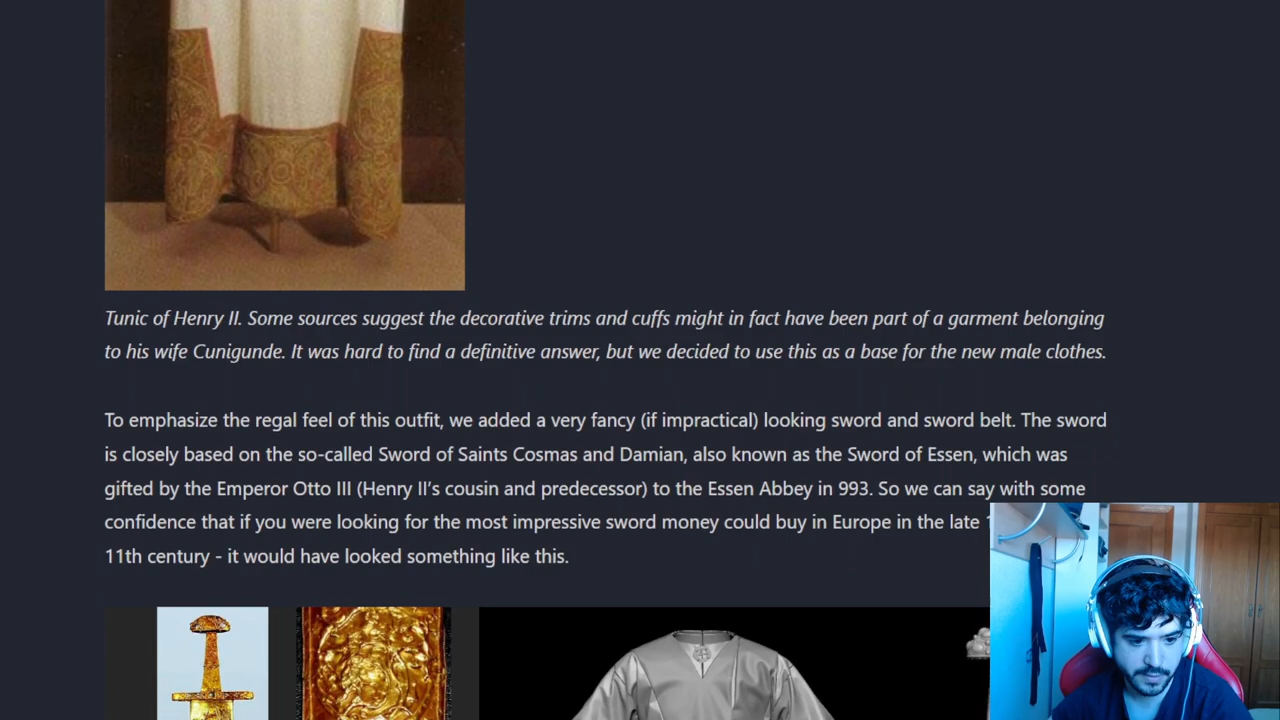 Tunic of Henry II. Some sources suggest the decorative trims and cuffs might in fact have been part of a garment belonging
to his wife Cunigunde. It was hard to find a definitive answer, but we decided to use this as a base for the new male clothes.
To emphasize the regal feel of this outfit, we added a very fancy (if impractical) looking sword and sword belt. The sword
is closely based on the so-called Sword of Saints Cosmas and Damian, also known as the Sword of Essen, which was
gifted by the Emperor Otto III (Henry II’s cousin and predecessor) to the Essen Abbey in 993. So we can say with some
confidence that if you were looking for the most impressive sword money could buy in Europe in the late
11th century - it would have looked something like this.